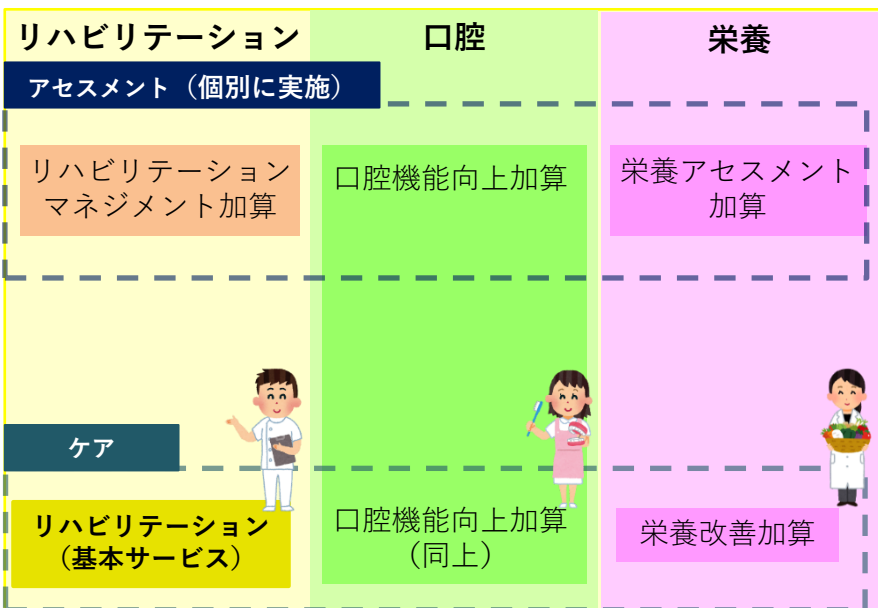 リハビリテーション
口腔
栄養
アセスメント（個別に実施）
リハビリテーション
マネジメント加算
口腔機能向上加算
栄養アセスメント
加算
ケア
リハビリテーション
（基本サービス）
口腔機能向上加算
（同上）
栄養改善加算